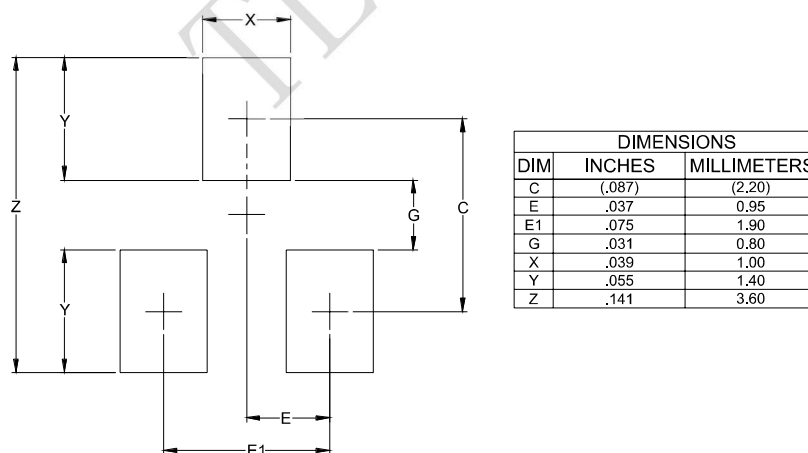 X
Y
Z
G
C
Y
E
E1
DIMENSIONS
DIM INCHES MILLIMETERS
C (.087) (2.20)
E .037 0.95
E1 .075 1.90
G .031 0.80
X .039 1.00
Y .055 1.40
Z .141 3.60